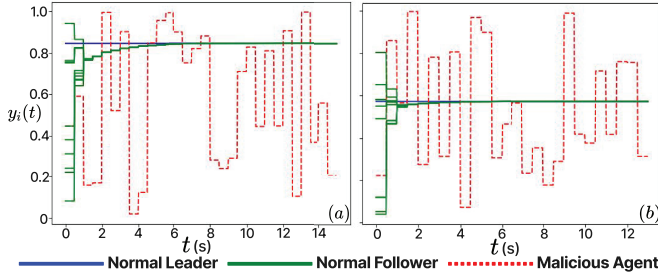 1.0
0.8
0.6
y_i(t)
0.4
0.2
0
(a)
(b)
0 2 4 6 8 10 12 14
0 2 4 6 8 10 12
t(s)
t(s)
Normal Leader Normal Follower Malicious Agent